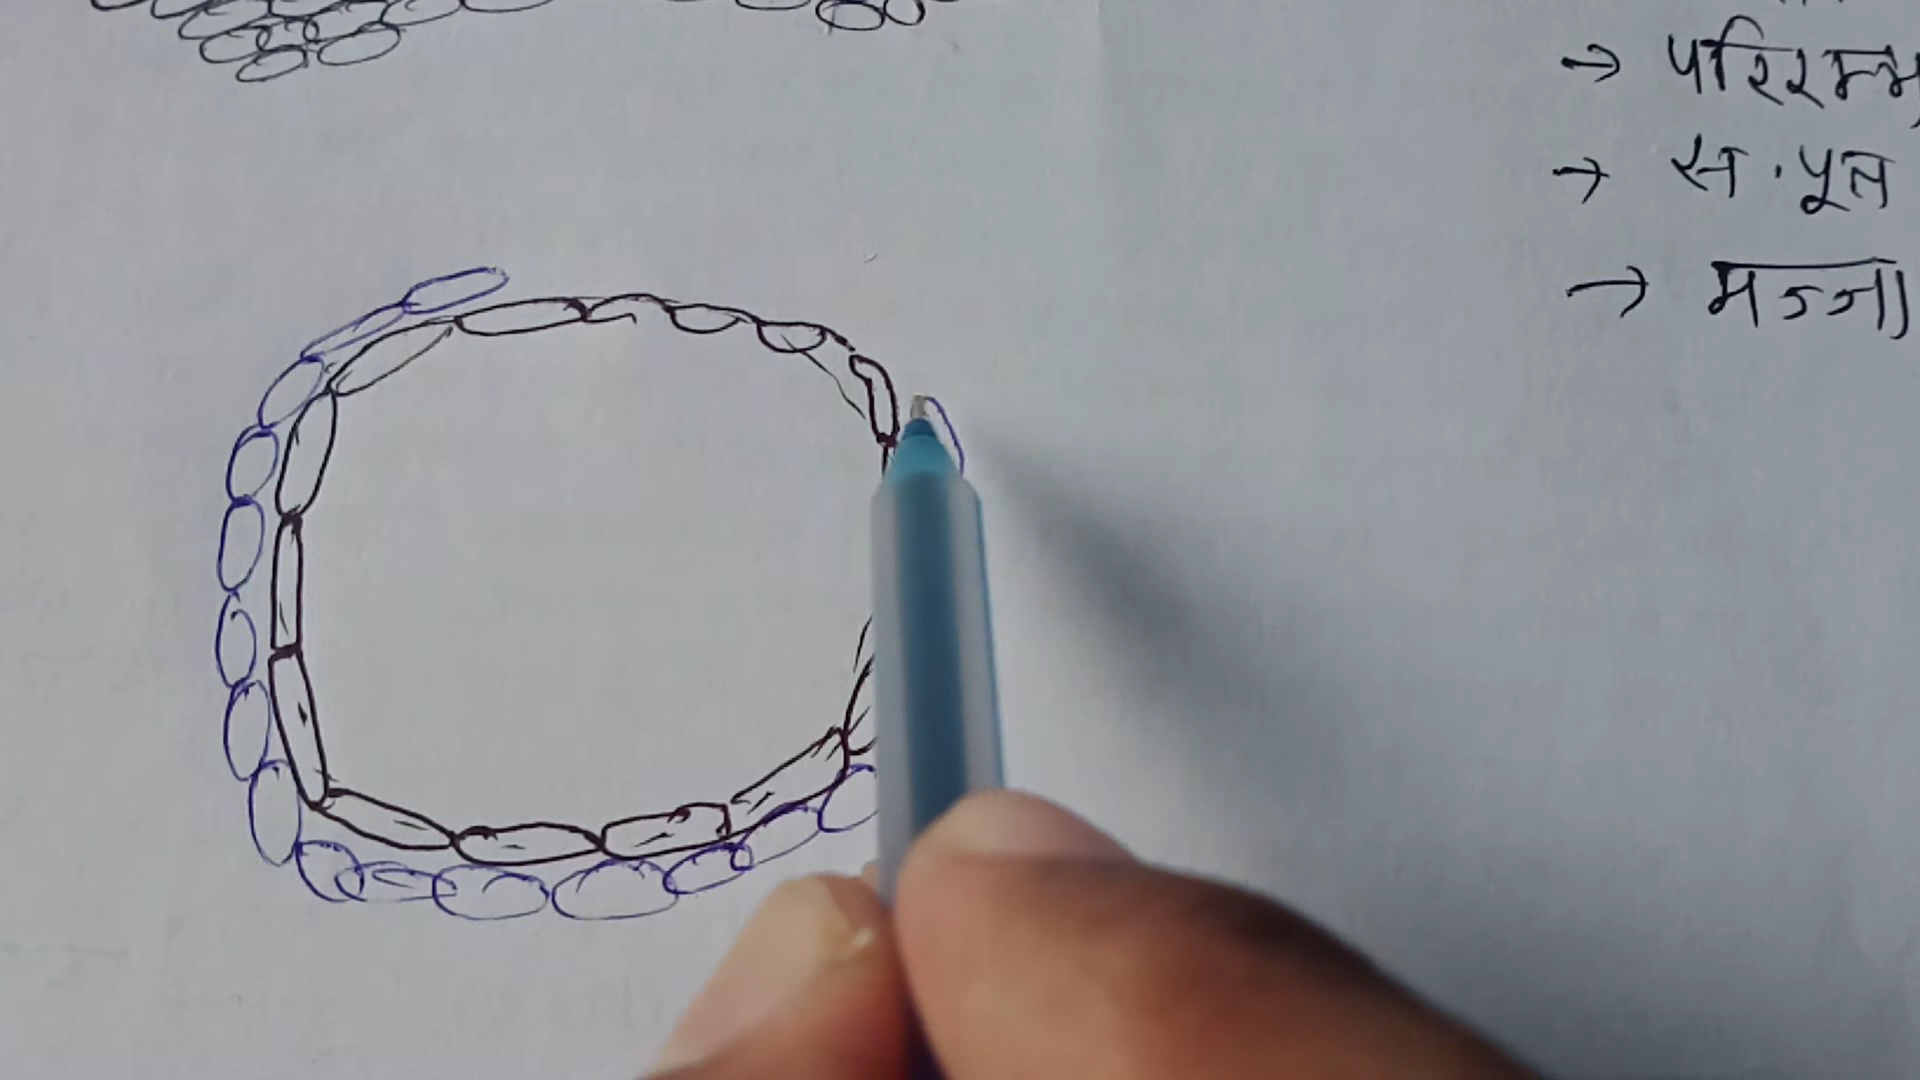 → परिरम्भ
→ स . पूल
→ मज्जा